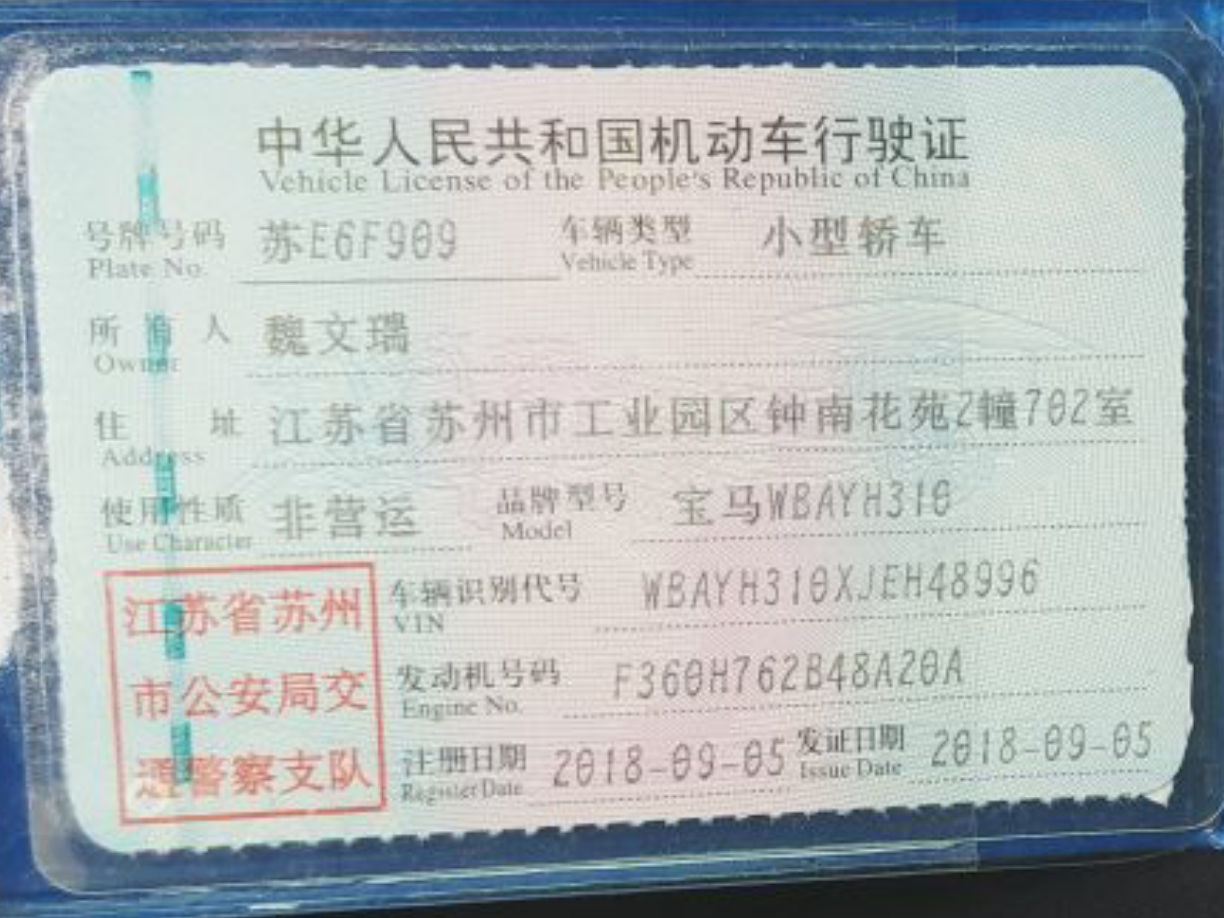 中华人民共和国机动车行驶证
Vehicle License of the People's Republic of China
号牌号码 苏E6F909 车辆类型 小型轿车
Plate No. Vehicle Type
所有人 魏文瑞
Owner
住址 江苏省苏州市工业园区钟南花苑2幢702室
Address
使用性质 非营运 品牌型号 宝马WBAYH310
Use Character Model
车辆识别代号 WBAYH310XJEH48996
VIN
发动机号码 F360H762B48A20A
Engine No.
注册日期 2018-09-05 发证日期 2018-09-05
Register Date Issue Date
江苏省苏州
市公安局交
通警察支队